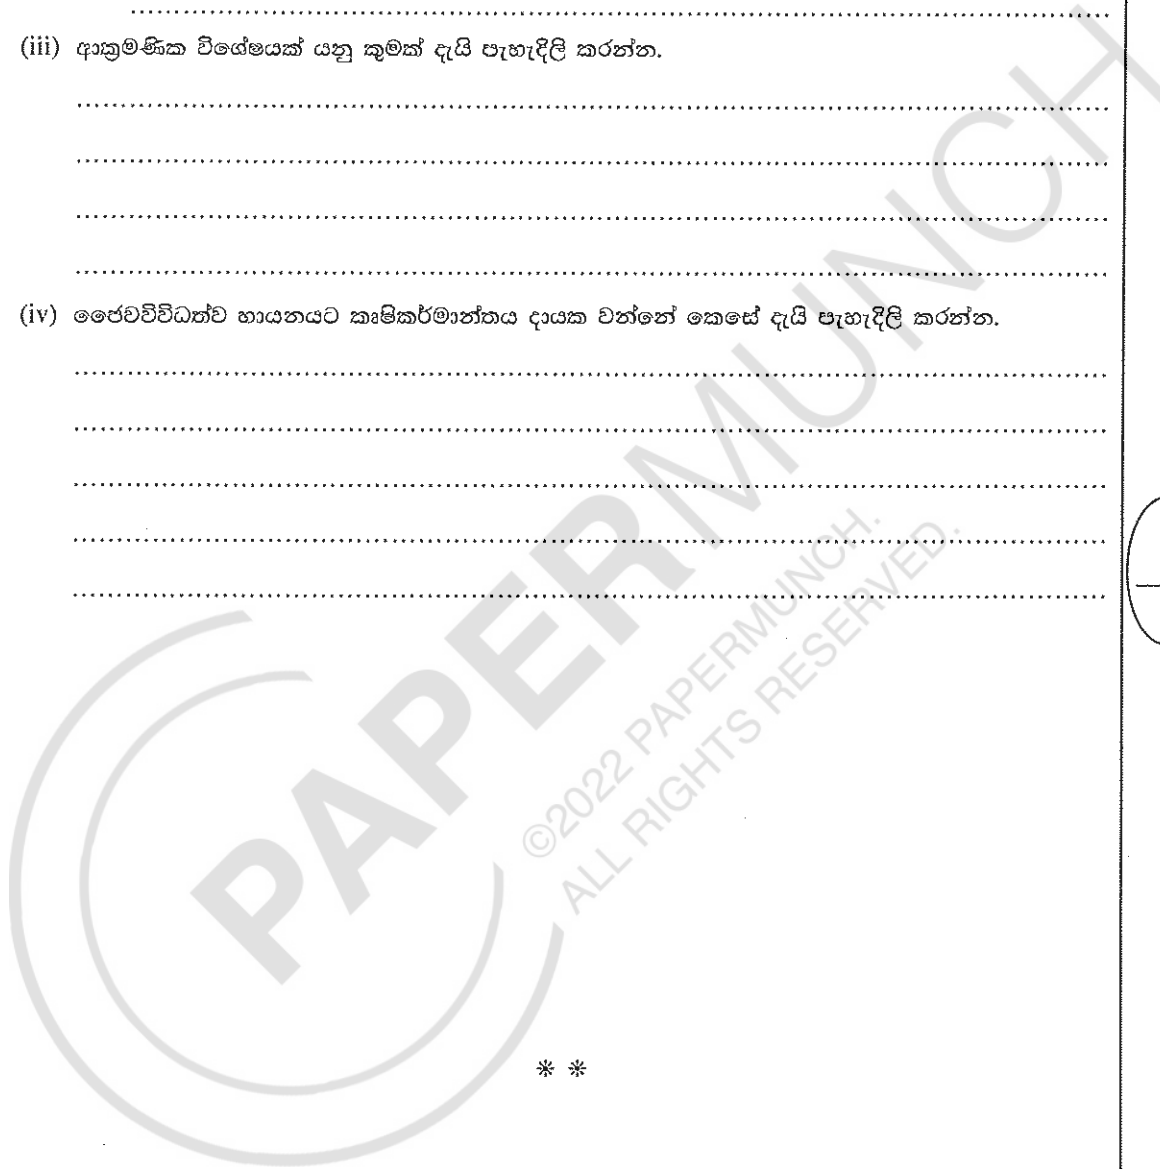 (iii) ආක්‍රමණික විශේෂයක් යනු කුමක් දැයි පැහැදිලි කරන්න.
(iv) ජෛවවිවිධත්ව හායනයට කෘෂිකර්මාන්තය දායක වන්නේ කෙසේ දැයි පැහැදිලි කරන්න.
PAPERMUNCH
©2022 PAPERMUNCH.
ALL RIGHTS RESERVED.